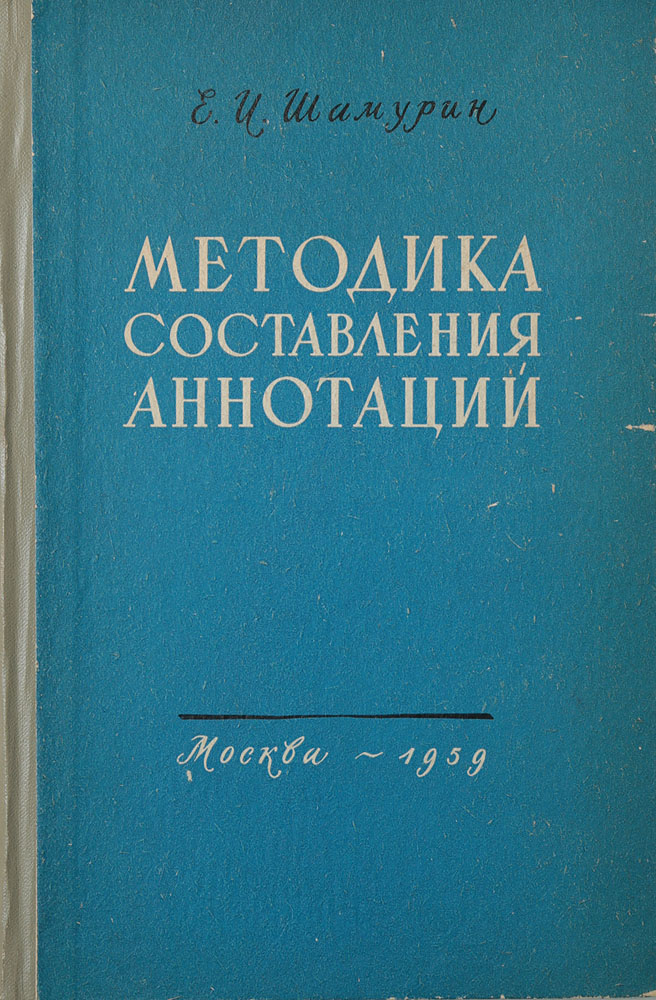 Е. И. Шамурин
МЕТОДИКА
СОСТАВЛЕНИЯ
АННОТАЦИЙ
Москва ~ 1959